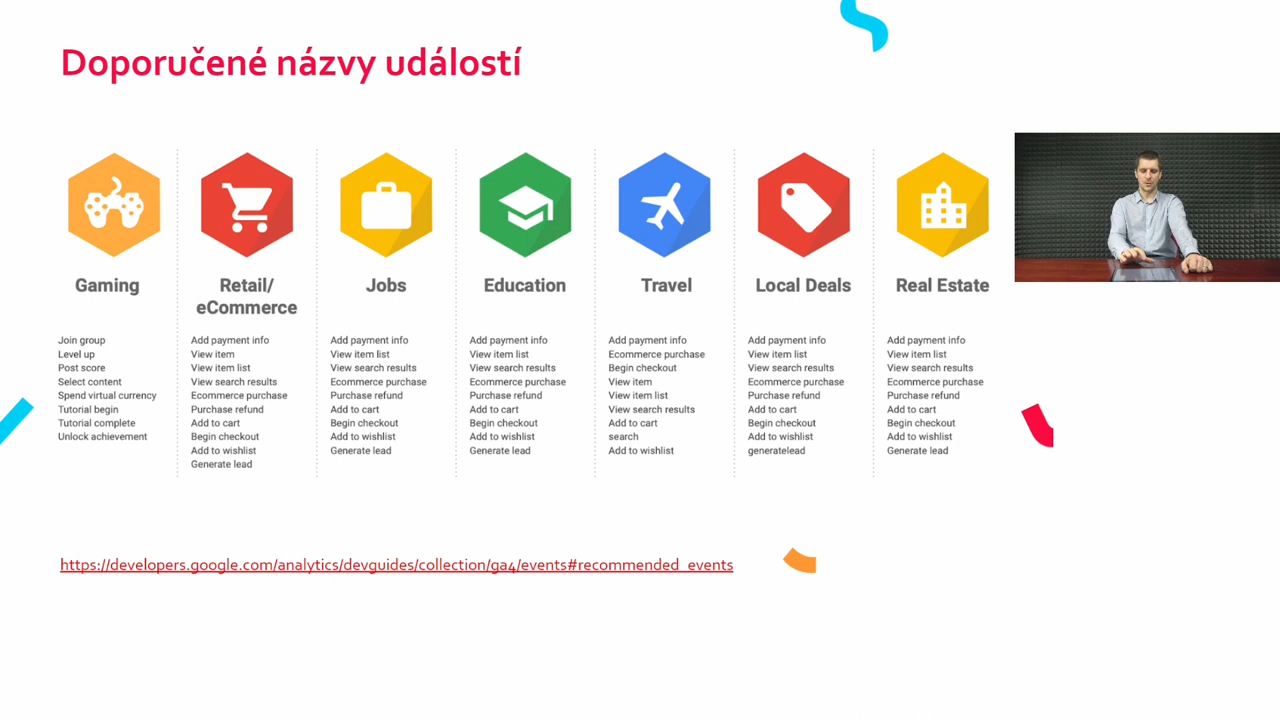 Doporučené názvy událostí
Gaming
Join group
Level up
Post score
Select content
Spend virtual currency
Tutorial begin
Tutorial complete
Unlock achievement
Retail/
eCommerce
Add payment info
View item
View item list
View search results
Ecommerce purchase
Purchase refund
Add to cart
Begin checkout
Add to wishlist
Generate lead
Jobs
Add payment info
View item list
View search results
Ecommerce purchase
Purchase refund
Add to cart
Begin checkout
Add to wishlist
Generate lead
Education
Add payment info
View item list
View search results
Ecommerce purchase
Purchase refund
Add to cart
Begin checkout
Add to wishlist
Generate lead
Travel
Add payment info
Ecommerce purchase
Begin checkout
View item
View item list
View search results
Add to cart
search
Add to wishlist
Local Deals
Add payment info
View item list
View search results
Ecommerce purchase
Purchase refund
Add to cart
Begin checkout
Add to wishlist
generatelead
Real Estate
Add payment info
View item list
View search results
Ecommerce purchase
Purchase refund
Add to cart
Begin checkout
Add to wishlist
Generate lead
https://developers.google.com/analytics/devguides/collection/ga4/events#recommended_events